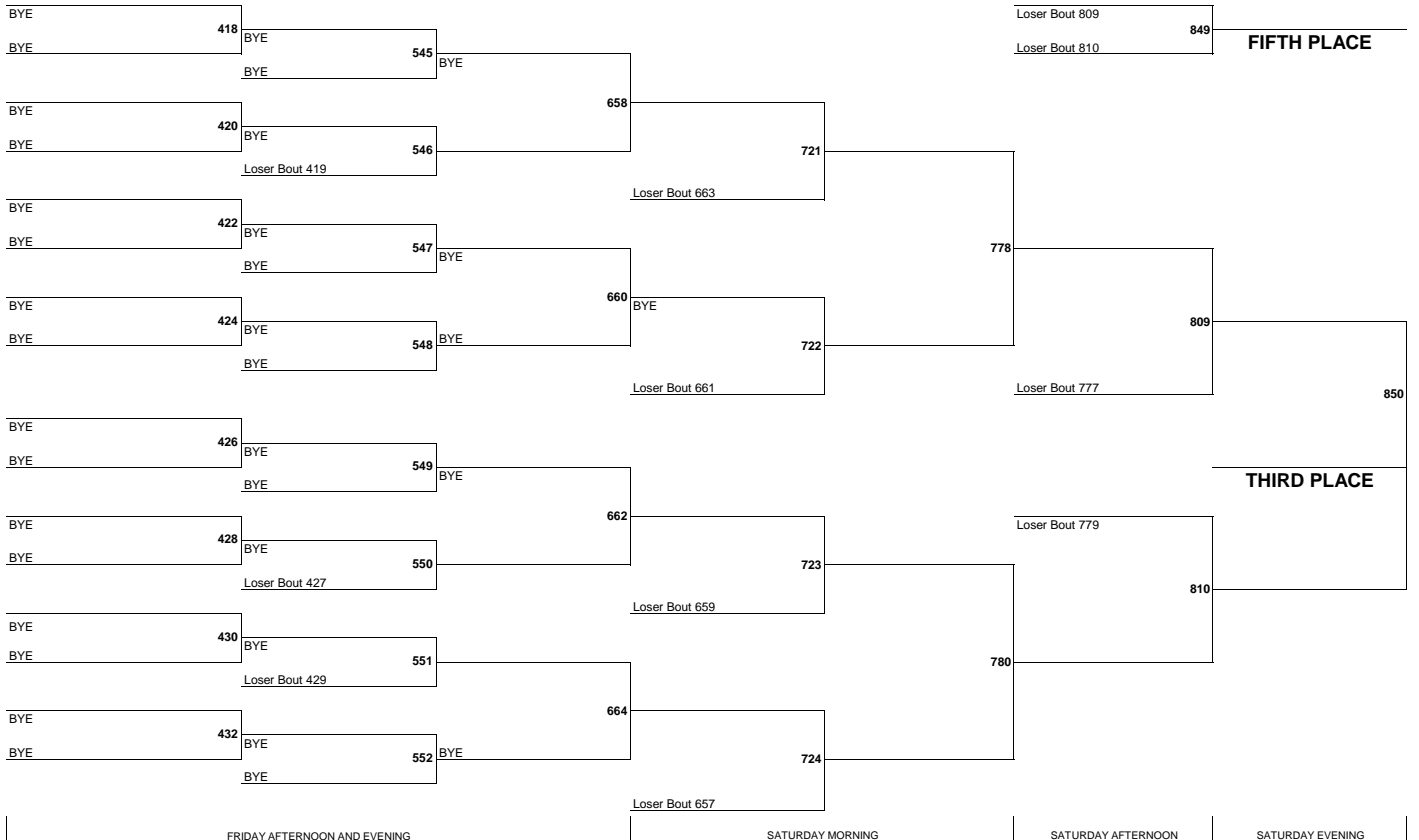 BYE
418
BYE
BYE
545
BYE
BYE
658
BYE
420
BYE
BYE
546
Loser Bout 419
721
Loser Bout 663
BYE
422
BYE
BYE
547
BYE
BYE
660
BYE
BYE
424
BYE
BYE
548
BYE
BYE
722
Loser Bout 661
778
BYE
426
BYE
BYE
549
BYE
BYE
662
BYE
428
BYE
BYE
550
Loser Bout 427
723
Loser Bout 659
BYE
430
BYE
BYE
551
Loser Bout 429
664
BYE
432
BYE
BYE
552
BYE
BYE
724
Loser Bout 657
780
Loser Bout 809
849
Loser Bout 810
FIFTH PLACE
809
Loser Bout 777
850
THIRD PLACE
Loser Bout 779
810
FRIDAY AFTERNOON AND EVENING
SATURDAY MORNING
SATURDAY AFTERNOON
SATURDAY EVENING